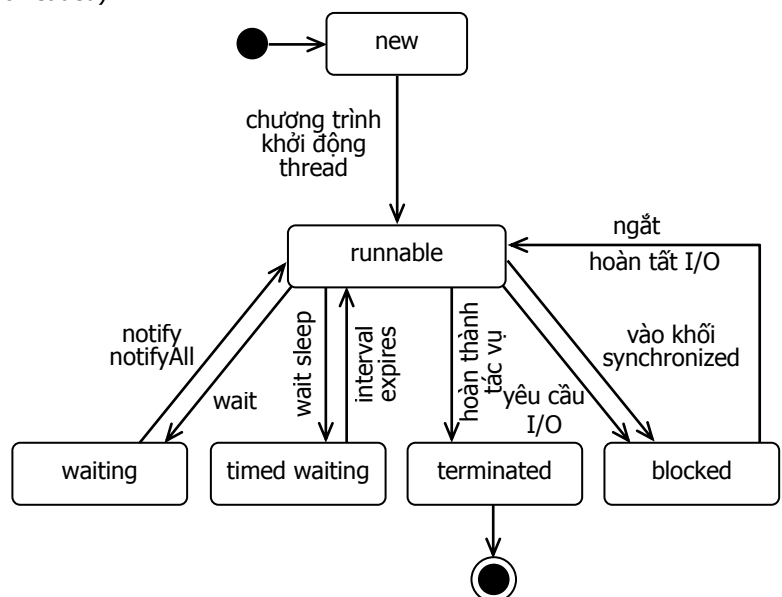 new
chương trình
khởi động
thread
runnable
ngắt
hoàn tất I/O
notify
notifyAll
wait
wait sleep
interval
expires
hoàn thành
tác vụ
yêu cầu
I/O
vào khối
synchronized
waiting
timed waiting
terminated
blocked